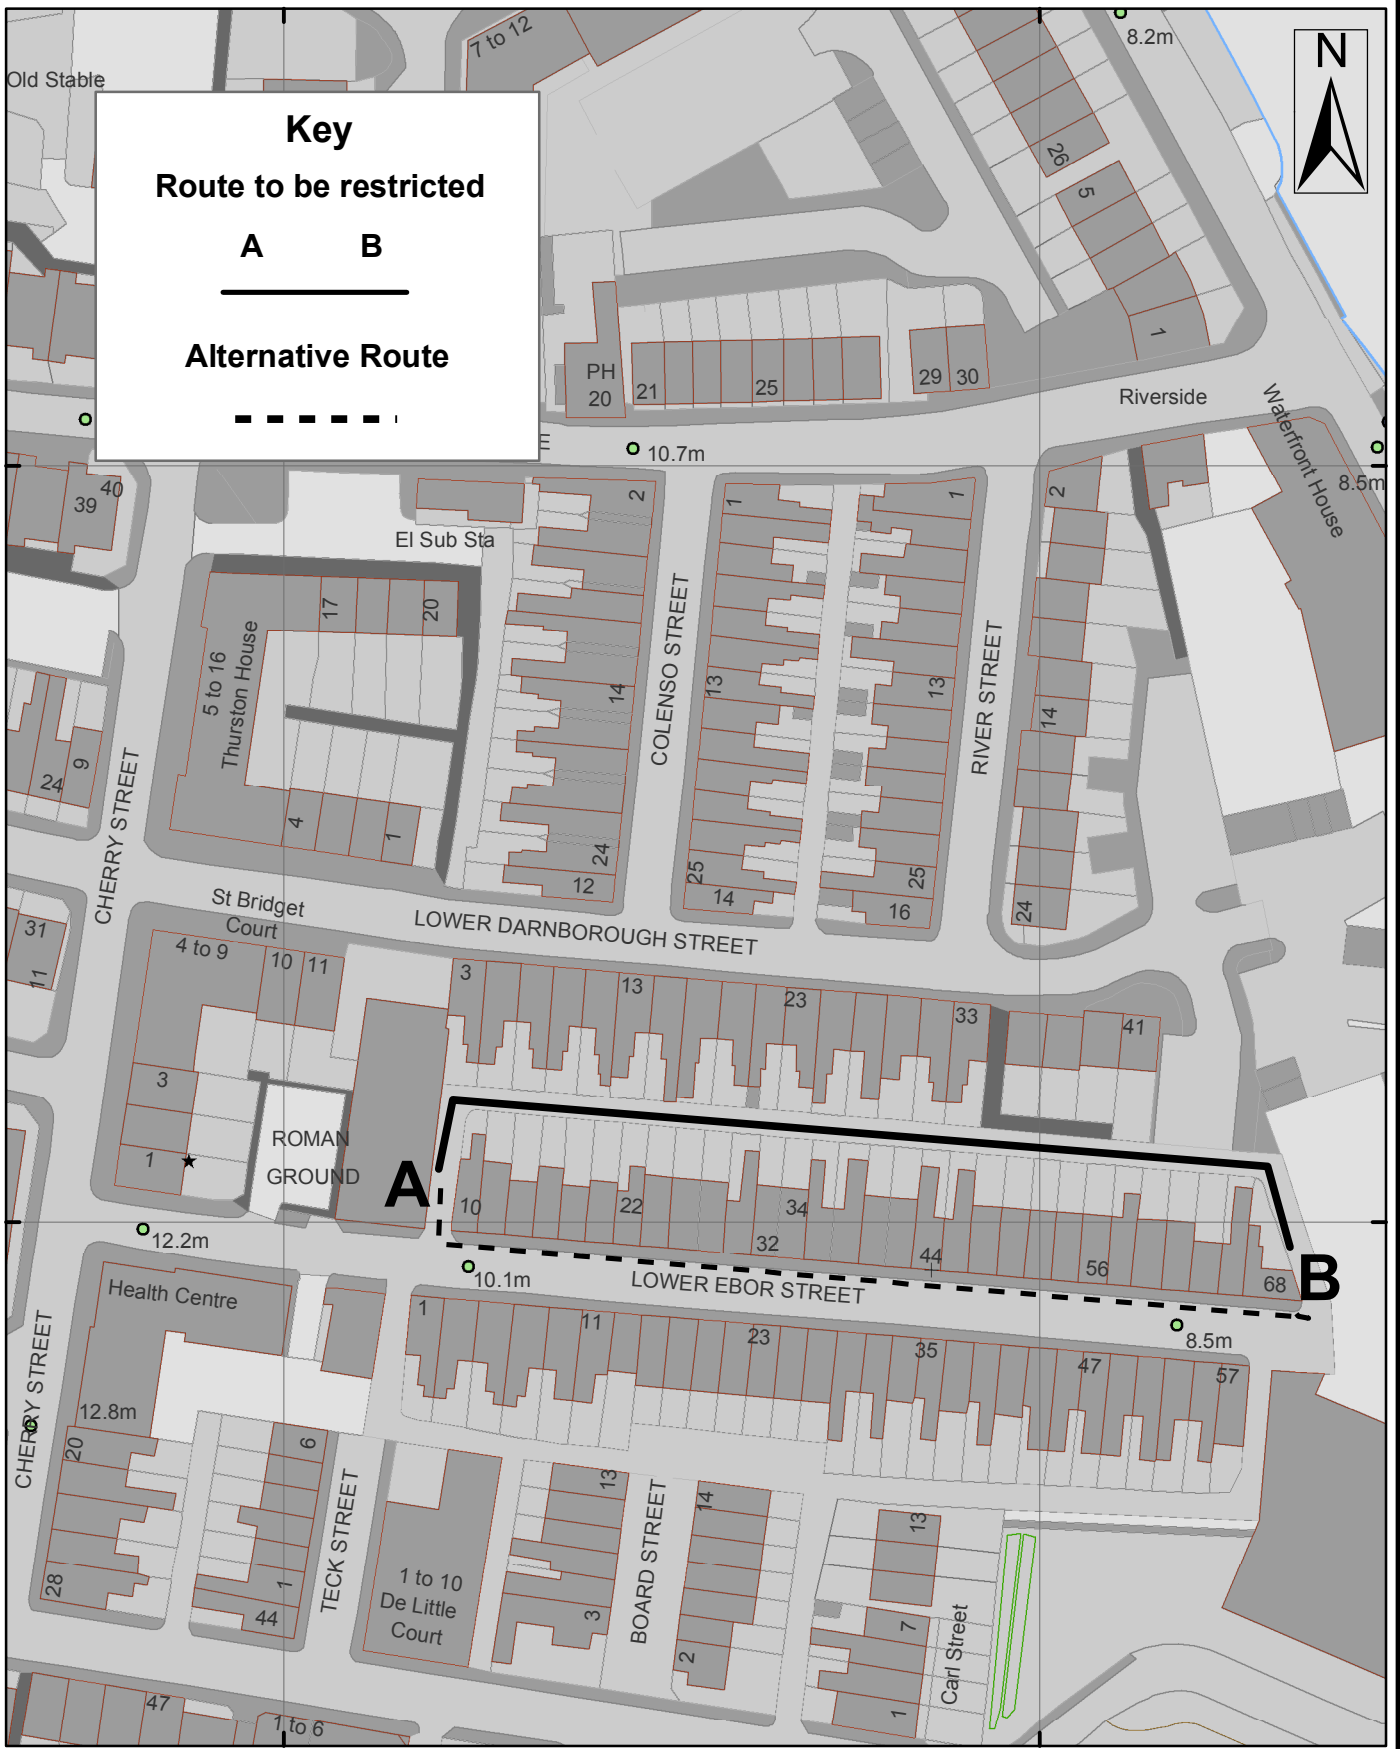 7 to 12
8.2m
N
Old Stable
Key
Route to be restricted
A B
Alternative Route
26
5
1
PH
20
21
25
29
30
Riverside
Waterfront House
E
10.7m
8.5m
40
39
2
1
1
2
El Sub Sta
17
20
5 to 16
Thurston House
14
COLENSO STREET
13
13
RIVER STREET
14
9
24
CHERRY STREET
4
1
24
12
25
14
25
16
24
St Bridget
Court
LOWER DARNBOROUGH STREET
31
11
4 to 9
10
11
3
13
23
33
41
3
1
ROMAN
GROUND
A
10
22
34
32
44
56
68
B
12.2m
10.1m
LOWER EBOR STREET
8.5m
Health Centre
1
11
23
35
47
57
CHERRY STREET
12.8m
20
6
28
1
44
TECK STREET
1 to 10
De Little
Court
13
3
BOARD STREET
14
2
13
7
1
Carl Street
47
1 to 6